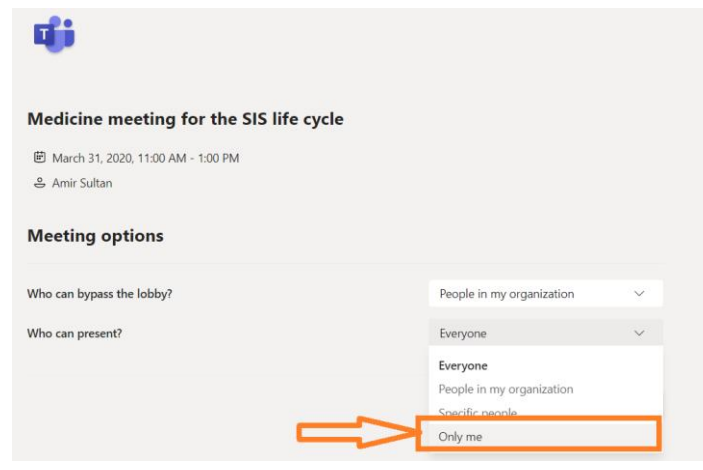 T
Medicine meeting for the SIS life cycle
March 31, 2020, 11:00 AM - 1:00 PM
Amir Sultan
Meeting options
Who can bypass the lobby? People in my organization
Who can present? Everyone
Everyone
People in my organization
Specific people
Only me